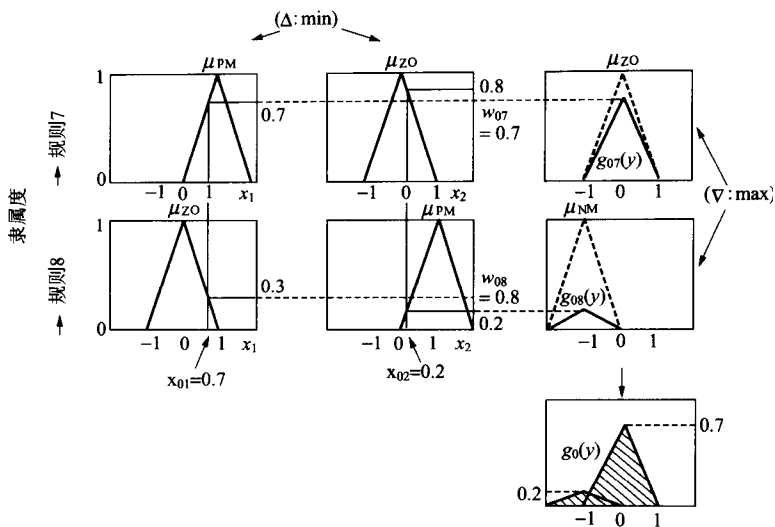 (Δ:min)
μPM
μZO
μZO
1
0.7
0
−1 0 1 x1
0.8
w07
=0.7
−1 0 1 x2
g07(y)
−1 0 1
规则7
隶属度
(∇:max)
μZO
μPM
μNM
1
0.3
0
−1 0 1 x1
w08
=0.8
0.2
−1 0 1 x2
g08(y)
−1 0 1
规则8
x01=0.7
x02=0.2
g0(y)
0.7
0.2
−1 0 1